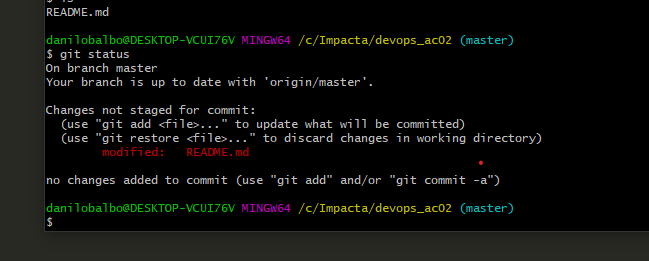 README.md
danilobalbo@DESKTOP-VCUI76V MINGW64 /c/Impacta/devops_ac02 (master)
$ git status
On branch master
Your branch is up to date with 'origin/master'.
Changes not staged for commit:
(use "git add <file>..." to update what will be committed)
(use "git restore <file>..." to discard changes in working directory)
modified: README.md
no changes added to commit (use "git add" and/or "git commit -a")
danilobalbo@DESKTOP-VCUI76V MINGW64 /c/Impacta/devops_ac02 (master)
$